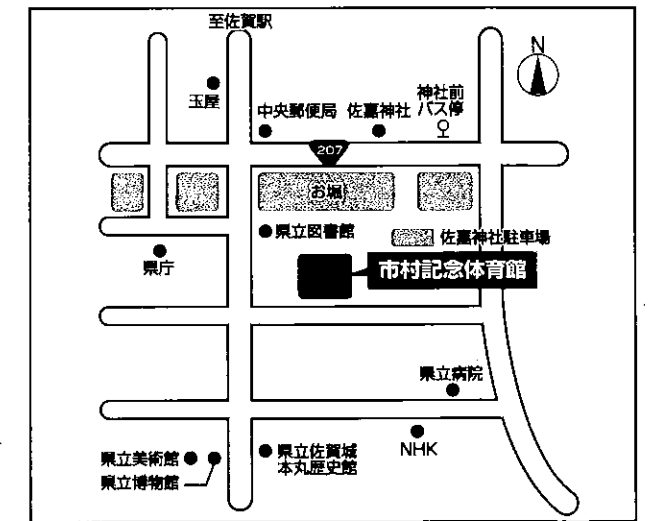 至佐賀駅
N
玉屋
中央郵便局
佐嘉神社
神社前
バス停
207
お堀
県立図書館
佐嘉神社駐車場
県庁
市村記念体育館
県立病院
県立美術館
県立博物館
県立佐賀城
本丸歴史館
NHK